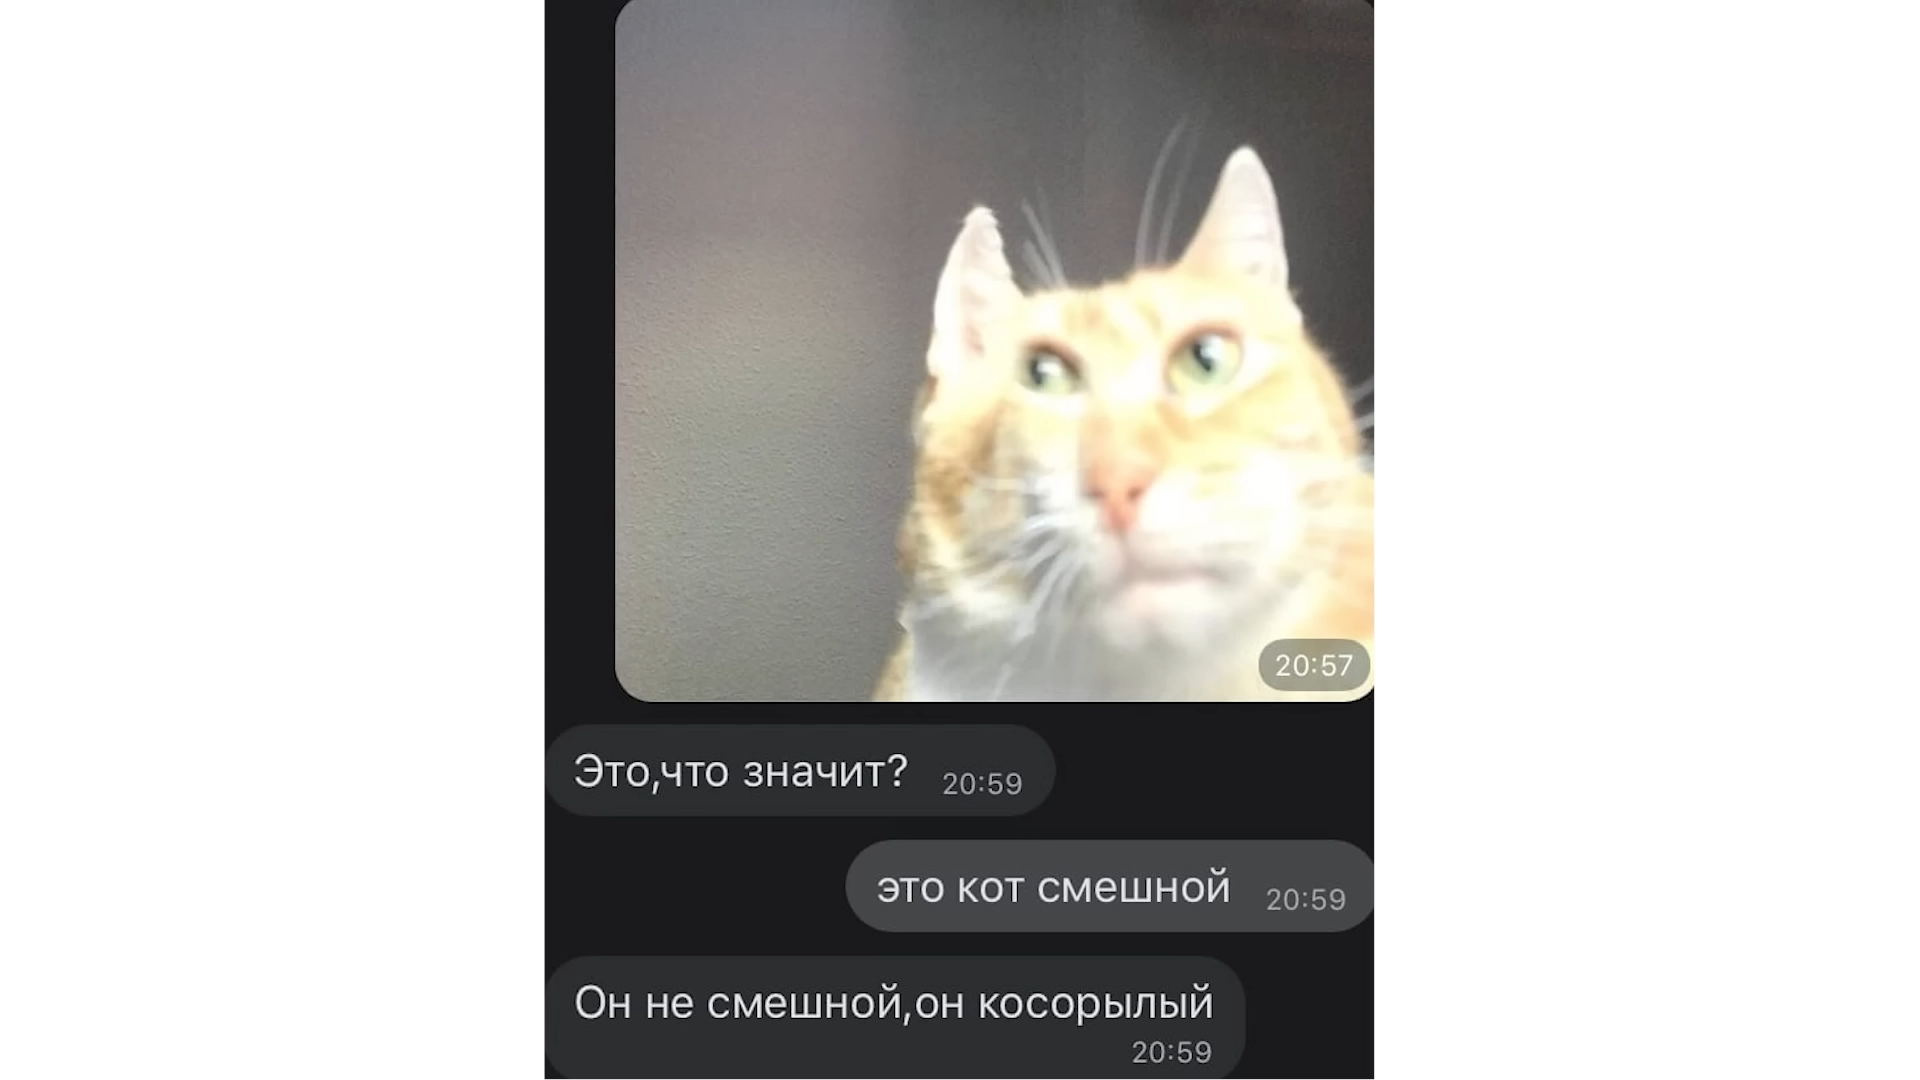 20:57
Это,что значит? 20:59
это кот смешной 20:59
Он не смешной,он косорылый
20:59